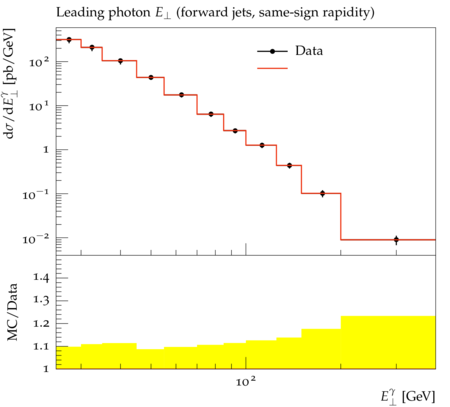 Leading photon E⊥ (forward jets, same-sign rapidity)
dσ/dE⊥^γ [pb/GeV]
Data
10^2
10^1
1
10^−1
10^−2
MC/Data
1.4
1.3
1.2
1.1
1
10^2
E⊥^γ [GeV]